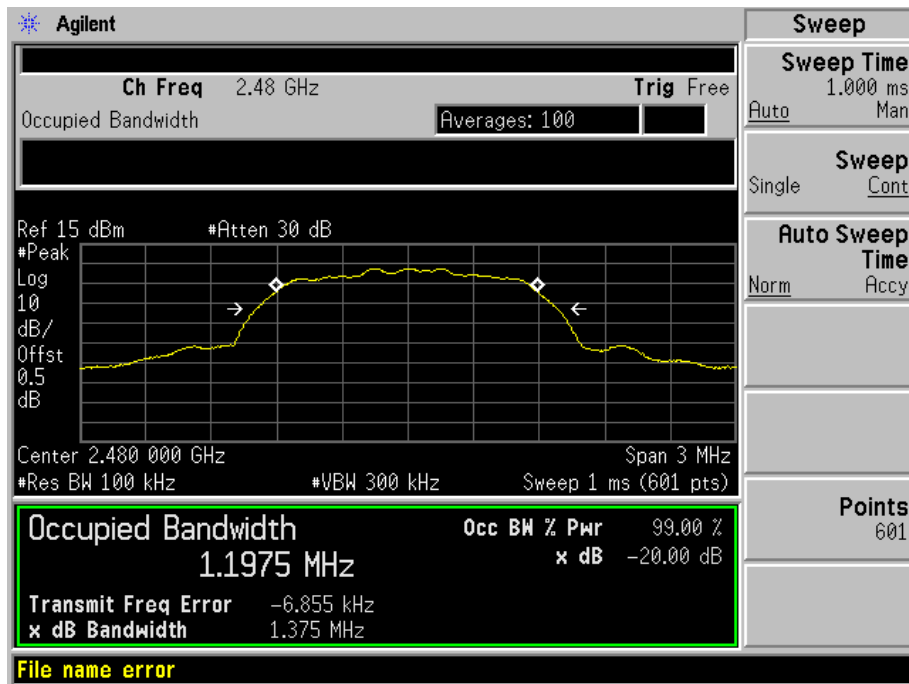 Agilent
Sweep
Ch Freq 2.48 GHz Trig Free
Occupied Bandwidth Averages: 100
Ref 15 dBm #Atten 30 dB
#Peak
Log
10
dB/
Offst
0.5
dB
Center 2.480 000 GHz Span 3 MHz
#Res BW 100 kHz #VBW 300 kHz Sweep 1 ms (601 pts)
Occupied Bandwidth Occ BW % Pwr 99.00 %
1.1975 MHz x dB -20.00 dB
Transmit Freq Error -6.855 kHz
x dB Bandwidth 1.375 MHz
File name error
Sweep Time
1.000 ms
Auto Man
Sweep
Single Cont
Auto Sweep
Time
Norm Accy
Points
601